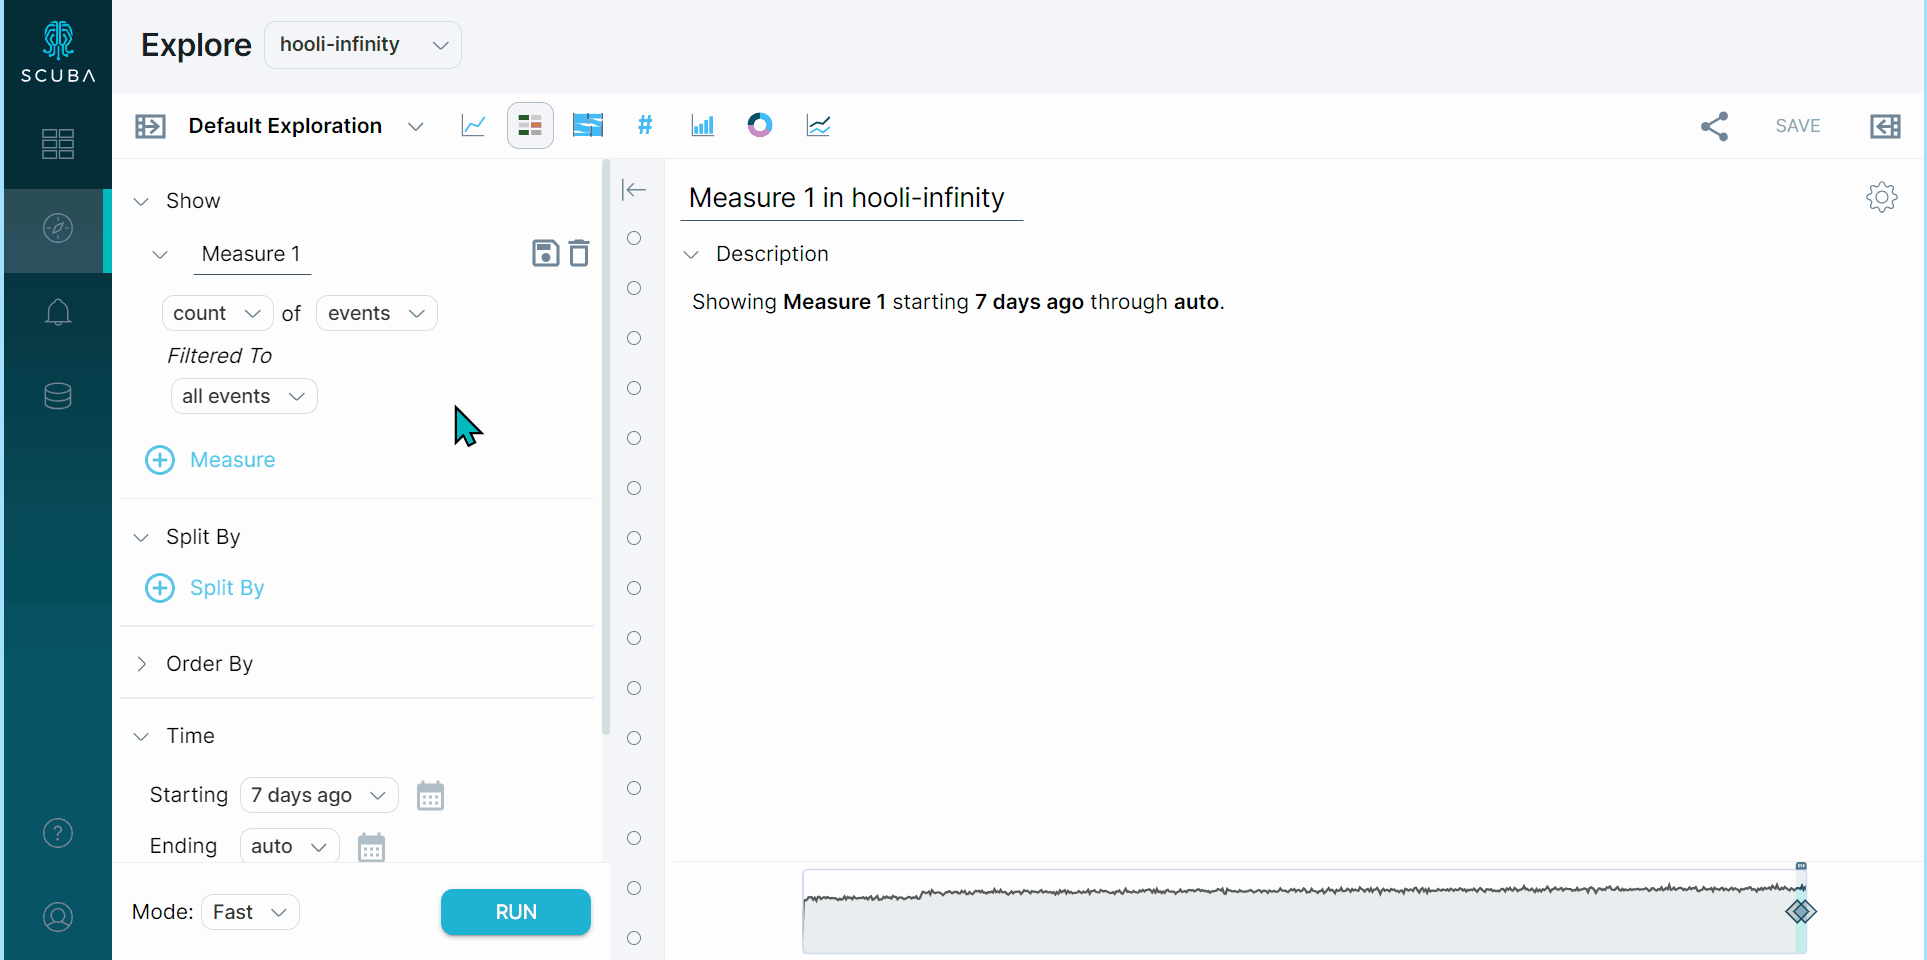 SCUBA
Explore
hooli-infinity
Default Exploration
#
SAVE
Show
Measure 1
count of events
Filtered To
all events
Measure
Split By
Split By
Order By
Time
Starting 7 days ago
Ending auto
Mode: Fast
RUN
Measure 1 in hooli-infinity
Description
Showing Measure 1 starting 7 days ago through auto.
?